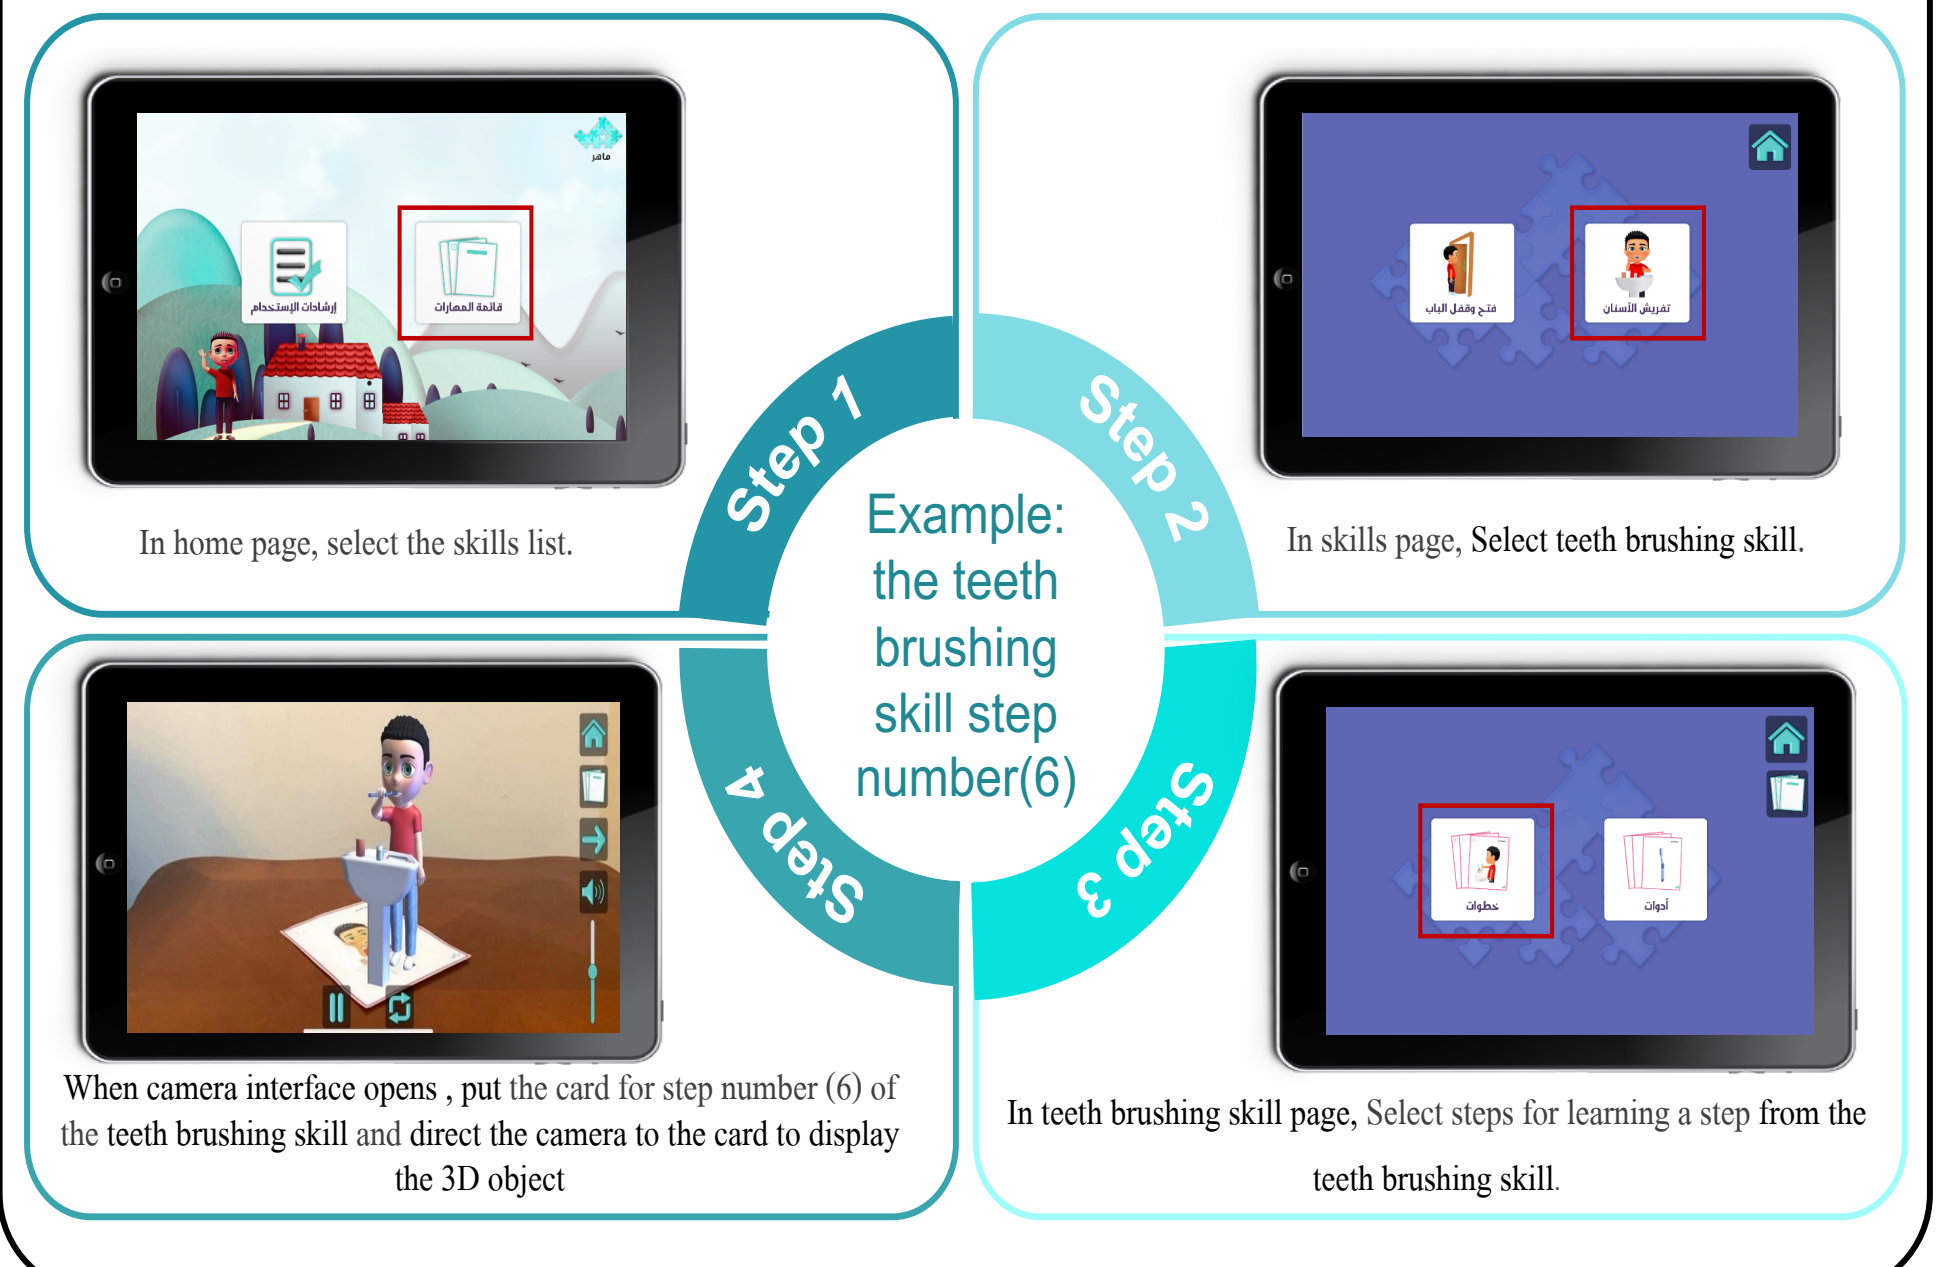 ماهر
إرشادات الإستخدام
قائمة المهارات
Step 1
In home page, select the skills list.
فتح وقفل الباب
تفريش الأسنان
Step 2
In skills page, Select teeth brushing skill.
Example:
the teeth
brushing
skill step
number(6)
خطوات
أدوات
Step 3
In teeth brushing skill page, Select steps for learning a step from the
teeth brushing skill.
Step 4
When camera interface opens , put the card for step number (6) of
the teeth brushing skill and direct the camera to the card to display
the 3D object